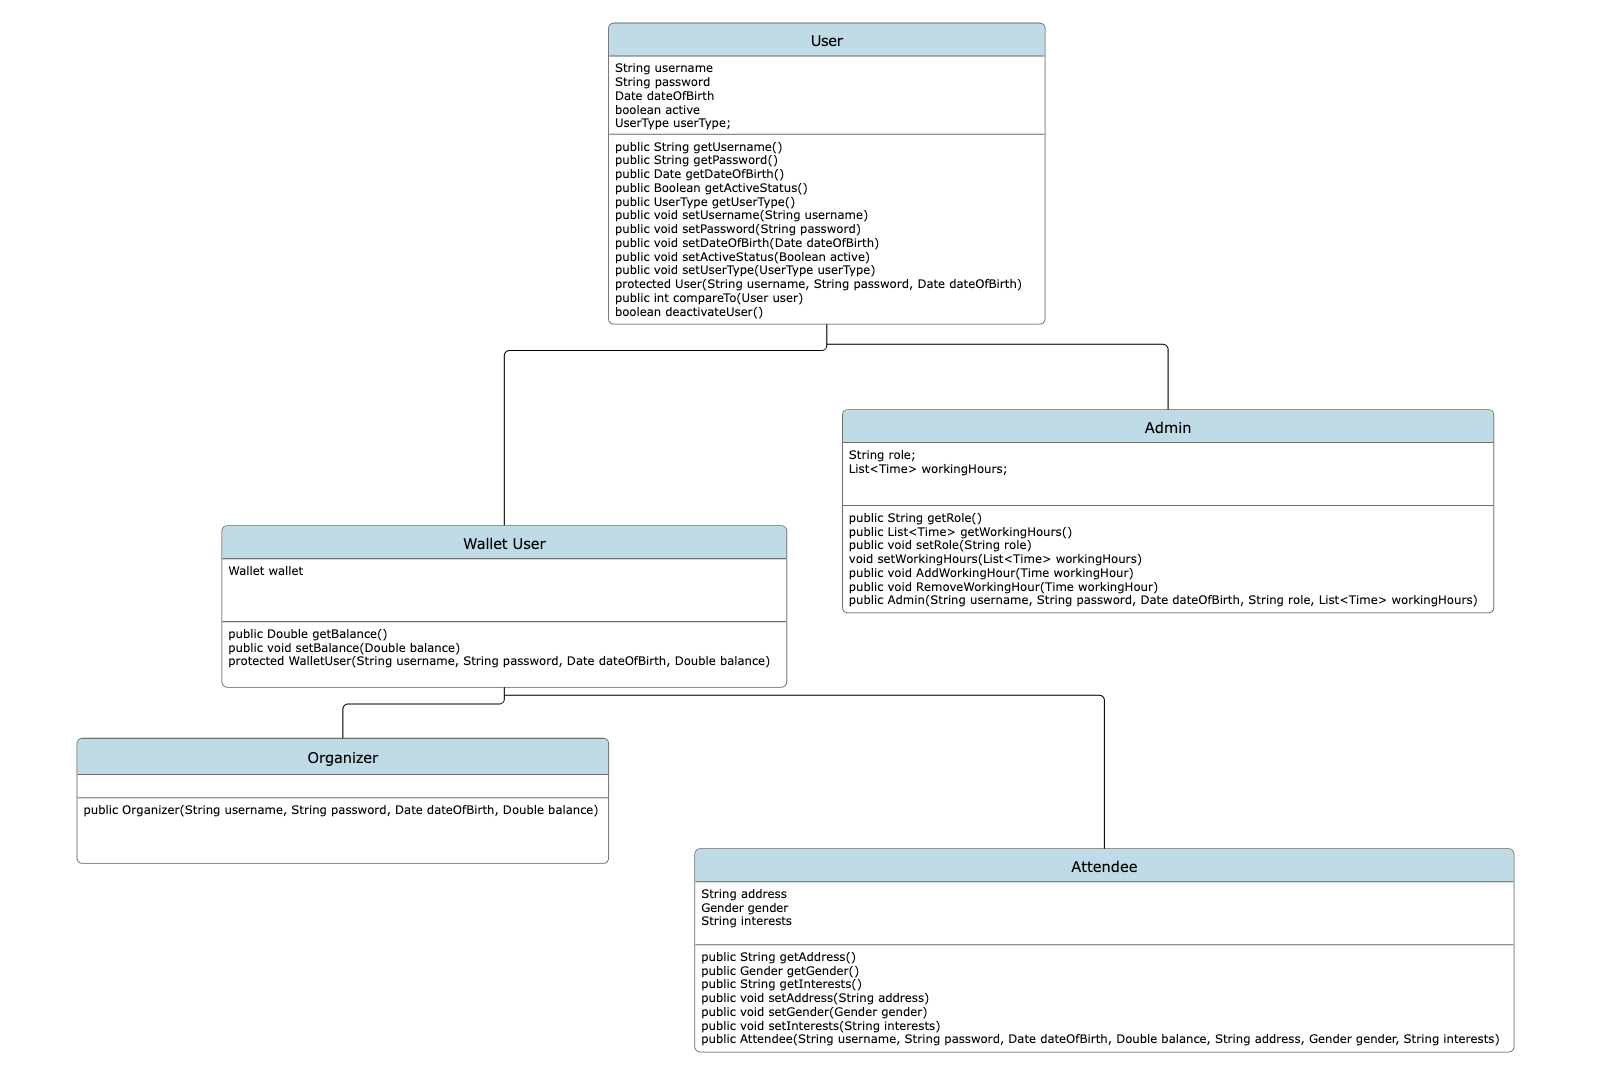 User
String username
String password
Date dateOfBirth
boolean active
UserType userType;
public String getUsername()
public String getPassword()
public Date getDateOfBirth()
public Boolean getActiveStatus()
public UserType getUserType()
public void setUsername(String username)
public void setPassword(String password)
public void setDateOfBirth(Date dateOfBirth)
public void setActiveStatus(Boolean active)
public void setUserType(UserType userType)
protected User(String username, String password, Date dateOfBirth)
public int compareTo(User user)
boolean deactivateUser()
Admin
String role;
List<Time> workingHours;
public String getRole()
public List<Time> getWorkingHours()
public void setRole(String role)
void setWorkingHours(List<Time> workingHours)
public void AddWorkingHour(Time workingHour)
public void RemoveWorkingHour(Time workingHour)
public Admin(String username, String password, Date dateOfBirth, String role, List<Time> workingHours)
Wallet User
Wallet wallet
public Double getBalance()
public void setBalance(Double balance)
protected WalletUser(String username, String password, Date dateOfBirth, Double balance)
Organizer
public Organizer(String username, String password, Date dateOfBirth, Double balance)
Attendee
String address
Gender gender
String interests
public String getAddress()
public Gender getGender()
public String getInterests()
public void setAddress(String address)
public void setGender(Gender gender)
public void setInterests(String interests)
public Attendee(String username, String password, Date dateOfBirth, Double balance, String address, Gender gender, String interests)